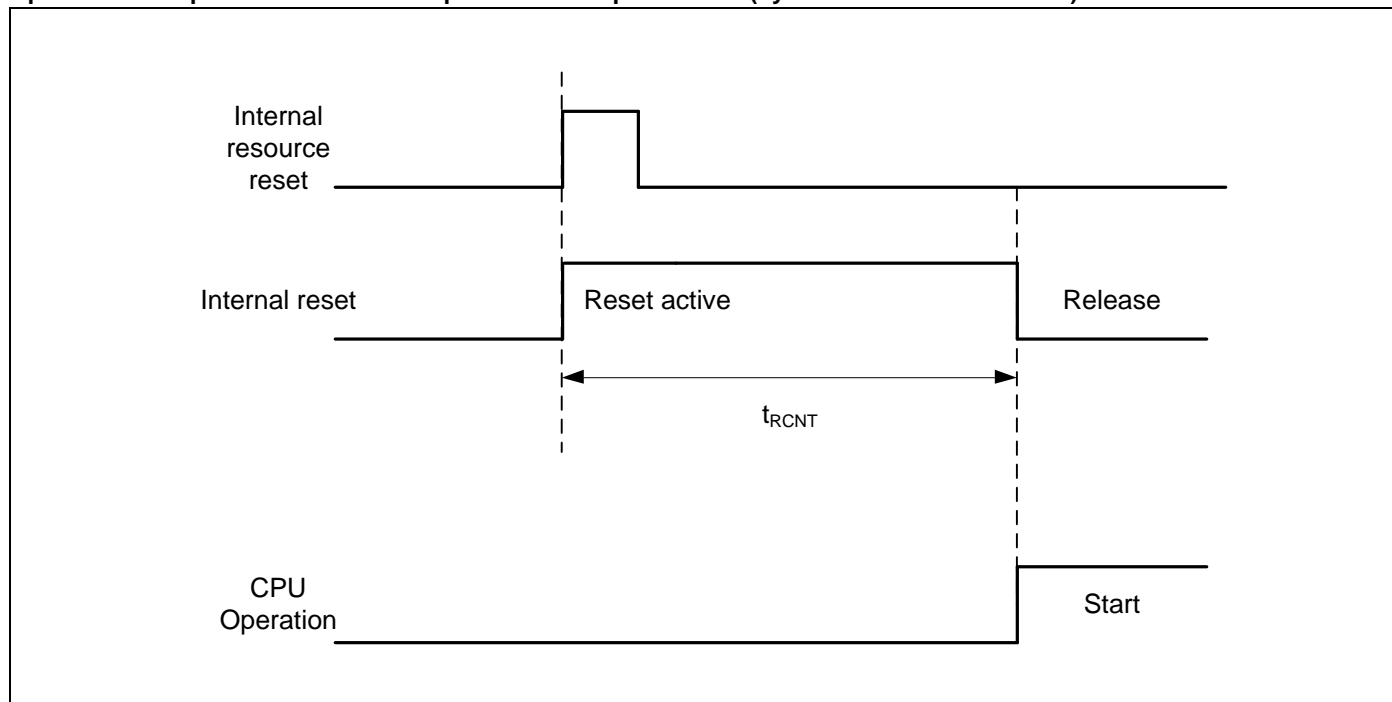 Internal
resource
reset
Internal reset
Reset active
Release
tRCNT
CPU
Operation
Start